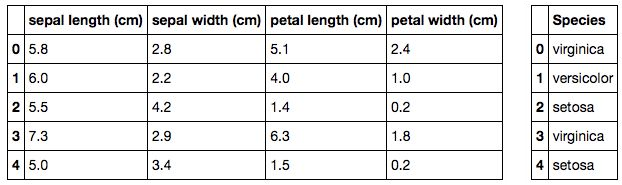 sepal length (cm) sepal width (cm) petal length (cm) petal width (cm) Species
0 5.8 2.8 5.1 2.4 0 virginica
1 6.0 2.2 4.0 1.0 1 versicolor
2 5.5 4.2 1.4 0.2 2 setosa
3 7.3 2.9 6.3 1.8 3 virginica
4 5.0 3.4 1.5 0.2 4 setosa